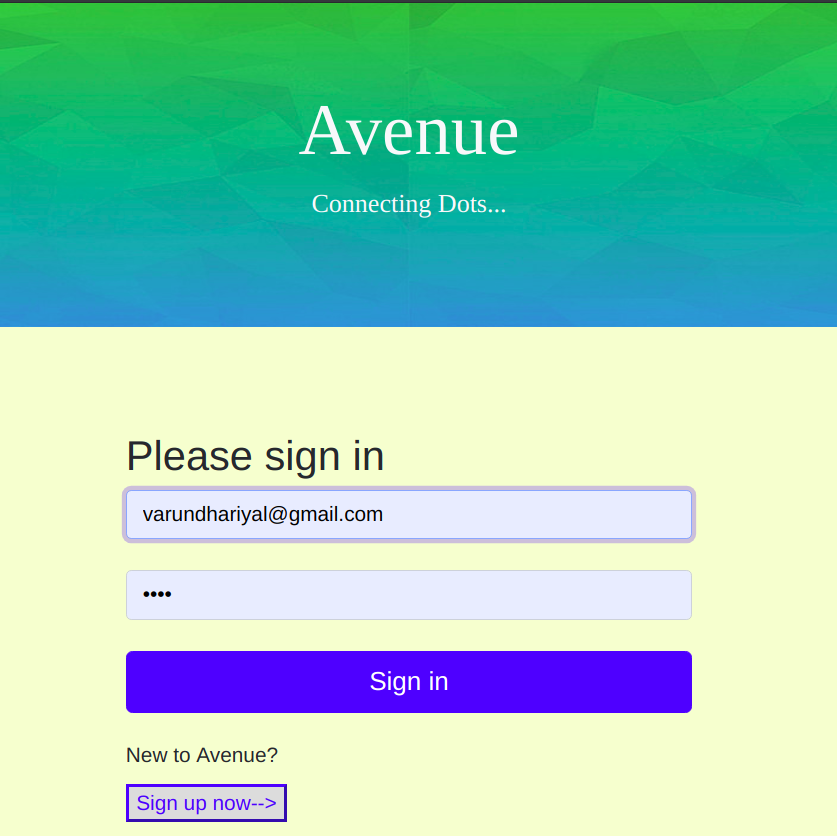 Avenue
Connecting Dots...
Please sign in
varundhariyal@gmail.com
••••
Sign in
New to Avenue?
Sign up now-->